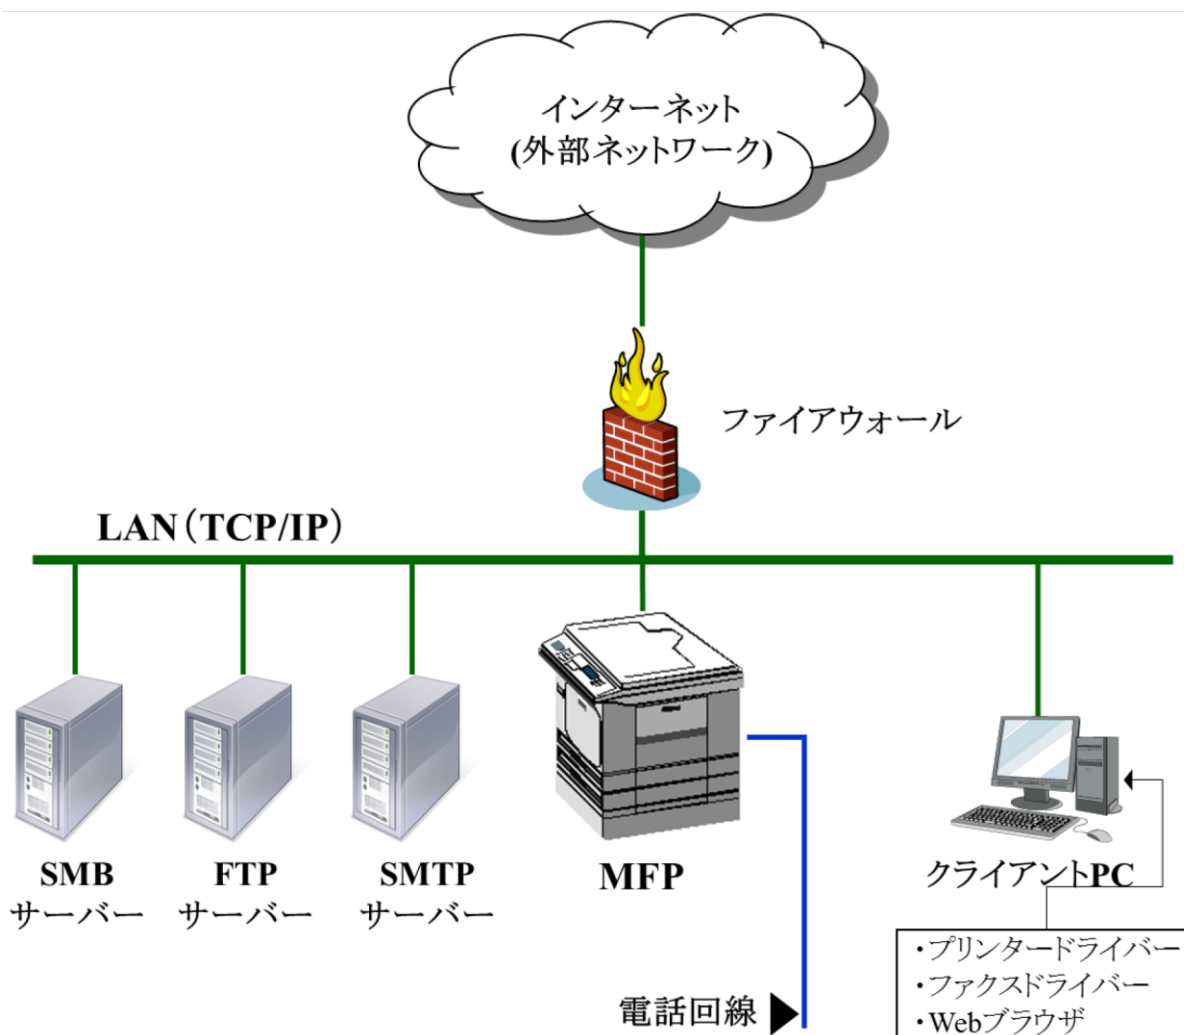 インターネット
(外部ネットワーク)
ファイアウォール
LAN（TCP/IP）
SMB
サーバー
FTP
サーバー
SMTP
サーバー
MFP
クライアントPC
・プリンタードライバー
・ファクスドライバー
・Webブラウザ
電話回線